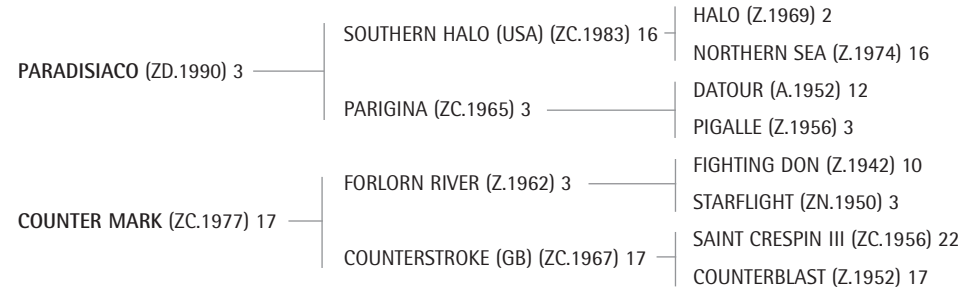 HALO (Z.1969) 2
SOUTHERN HALO (USA) (ZC.1983) 16
NORTHERN SEA (Z.1974) 16
PARADISIACO (ZD.1990) 3
DATOUR (A.1952) 12
PARIGINA (ZC.1965) 3
PIGALLE (Z.1956) 3
FIGHTING DON (Z.1942) 10
FORLORN RIVER (Z.1962) 3
STARFLIGHT (ZN.1950) 3
COUNTER MARK (ZC.1977) 17
SAINT CRESPIN III (ZC.1956) 22
COUNTERSTROKE (GB) (ZC.1967) 17
COUNTERBLAST (Z.1952) 17